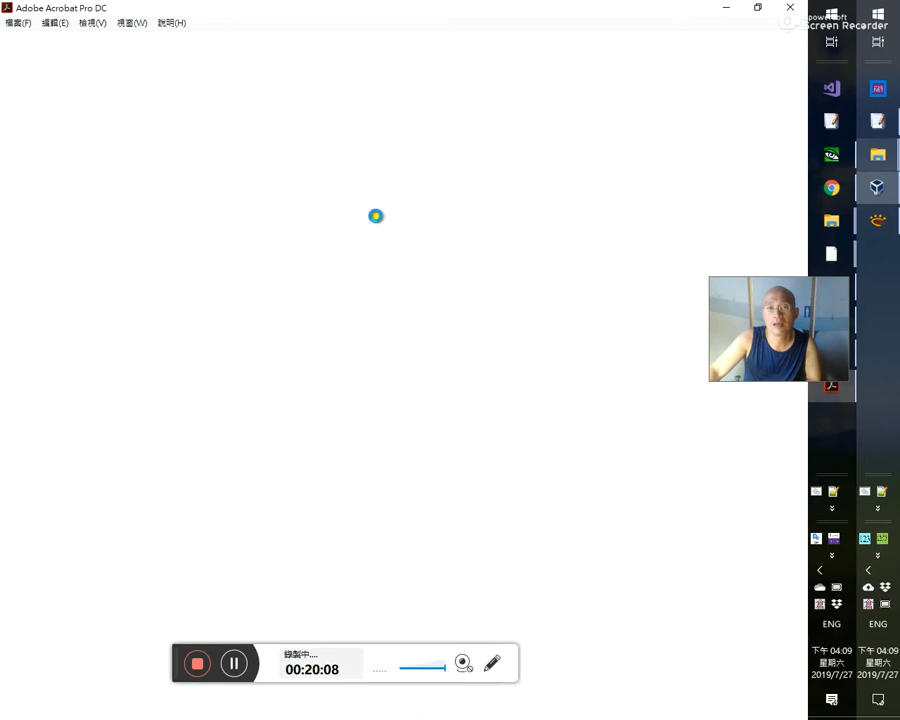 Adobe Acrobat Pro DC
檔案(F) 編輯(E) 檢視(V) 視窗(W) 說明(H)
Screen Recorder
錄製中....
00:20:08
ENG ENG
下午 04:09 下午 04:09
星期六 星期六
2019/7/27 2019/7/27